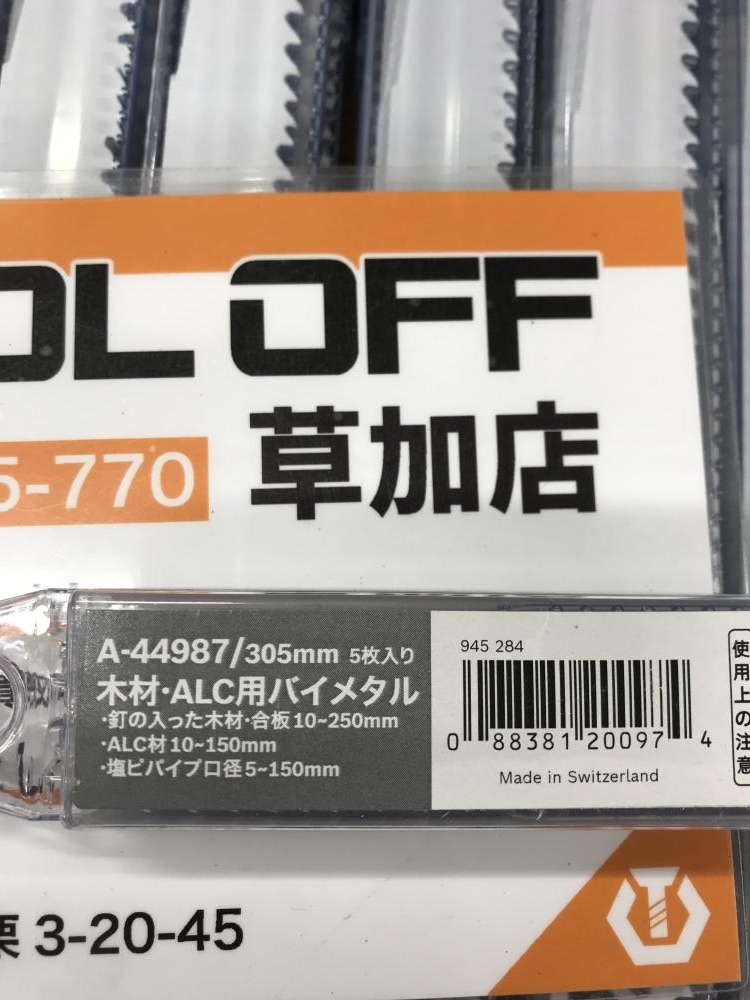 OL OFF
5-770
草加店
A-44987/305mm 5枚入り
木材・ALC用バイメタル
・釘の入った木材・合板10~250mm
・ALC材10~150mm
・塩ビパイプ口径5~150mm
945 284
0 88381 20097 4
Made in Switzerland
使用上の注意
栗 3-20-45